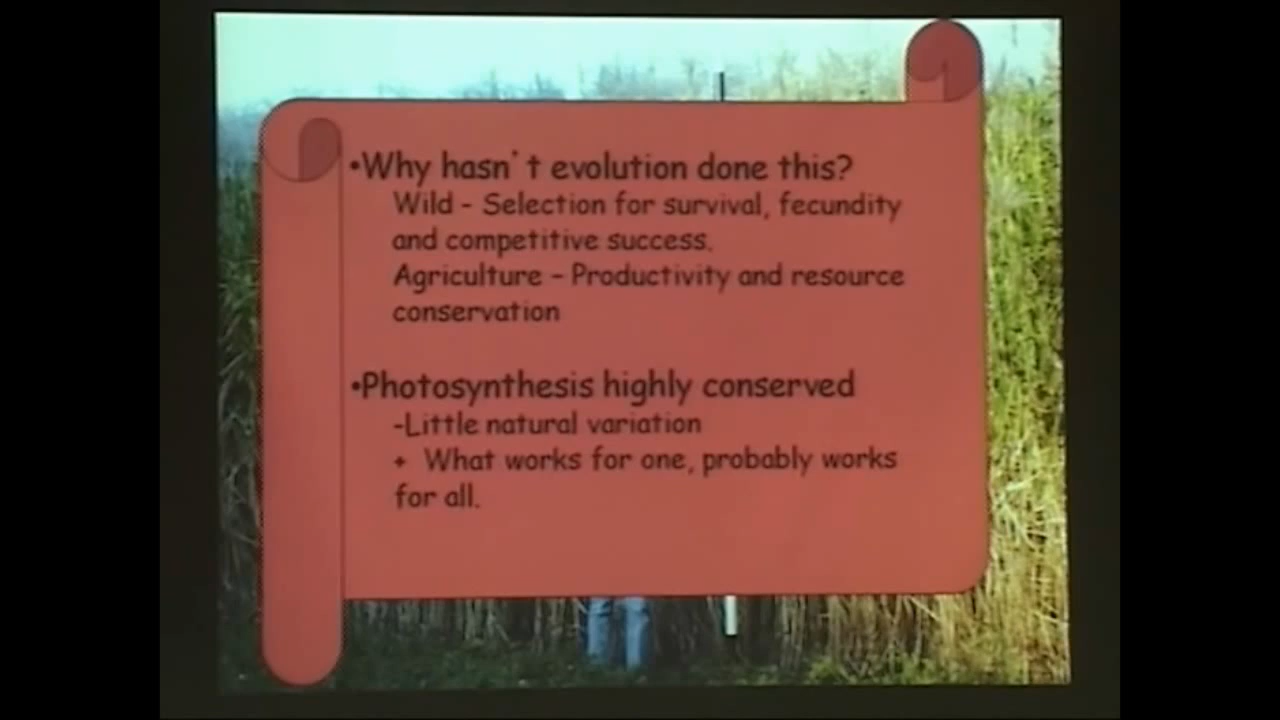 •Why hasn't evolution done this?
Wild - Selection for survival, fecundity
and competitive success.
Agriculture – Productivity and resource
conservation
•Photosynthesis highly conserved
-Little natural variation
+ What works for one, probably works
for all.